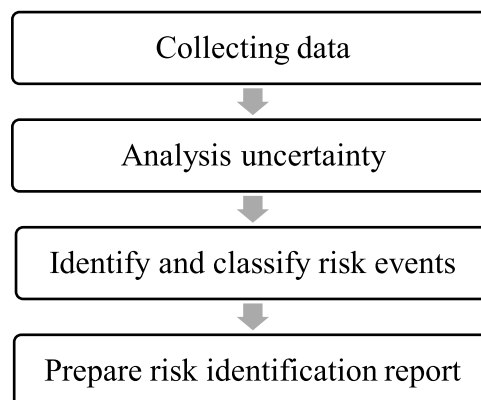 Collecting data
Analysis uncertainty
Identify and classify risk events
Prepare risk identification report